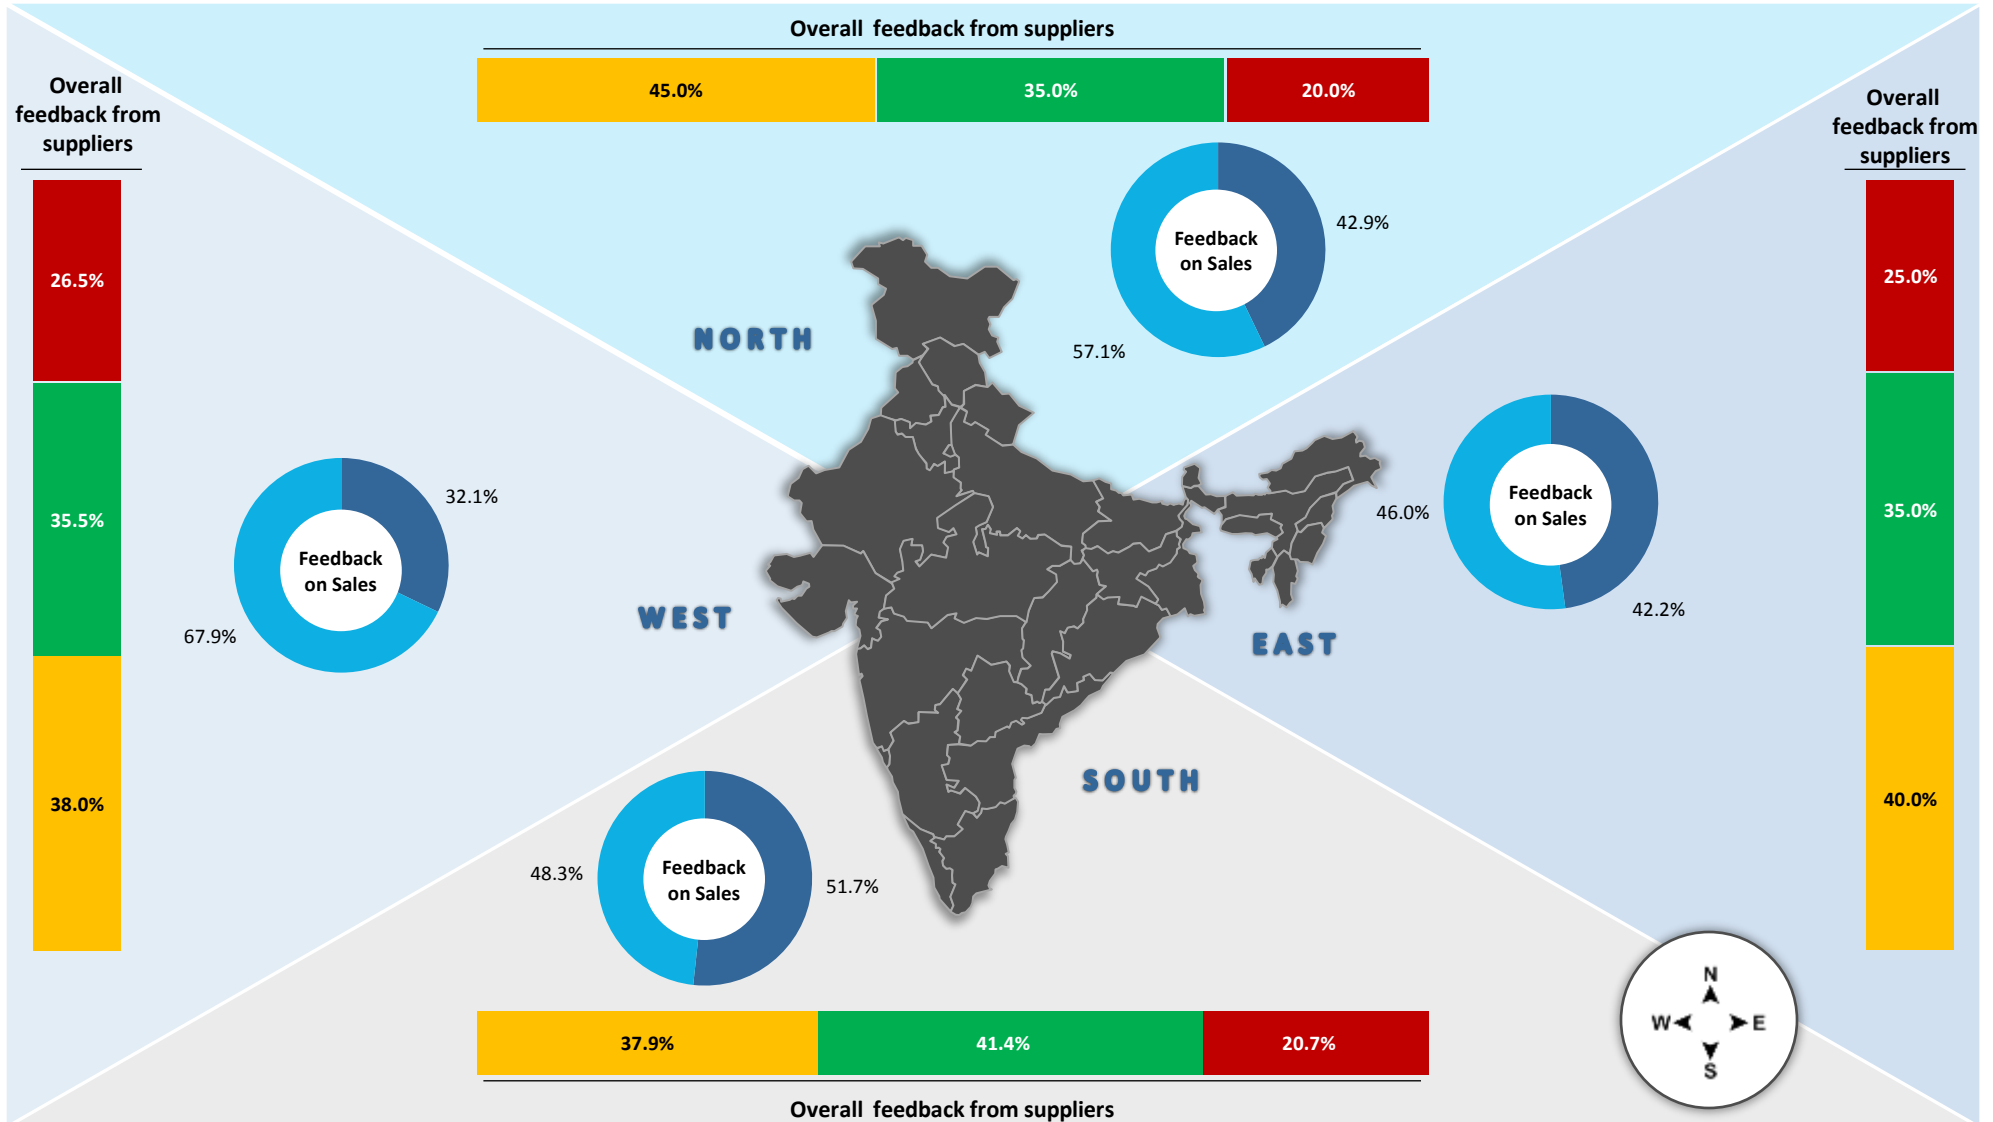 Overall feedback from suppliers
45.0%
35.0%
20.0%
Overall
feedback from
suppliers
26.5%
35.5%
38.0%
Overall
feedback from
suppliers
25.0%
35.0%
40.0%
Feedback
on Sales
42.9%
57.1%
NORTH
Feedback
on Sales
32.1%
67.9%
WEST
Feedback
on Sales
46.0%
42.2%
EAST
SOUTH
Feedback
on Sales
48.3%
51.7%
37.9%
41.4%
20.7%
Overall feedback from suppliers
N
W
E
S